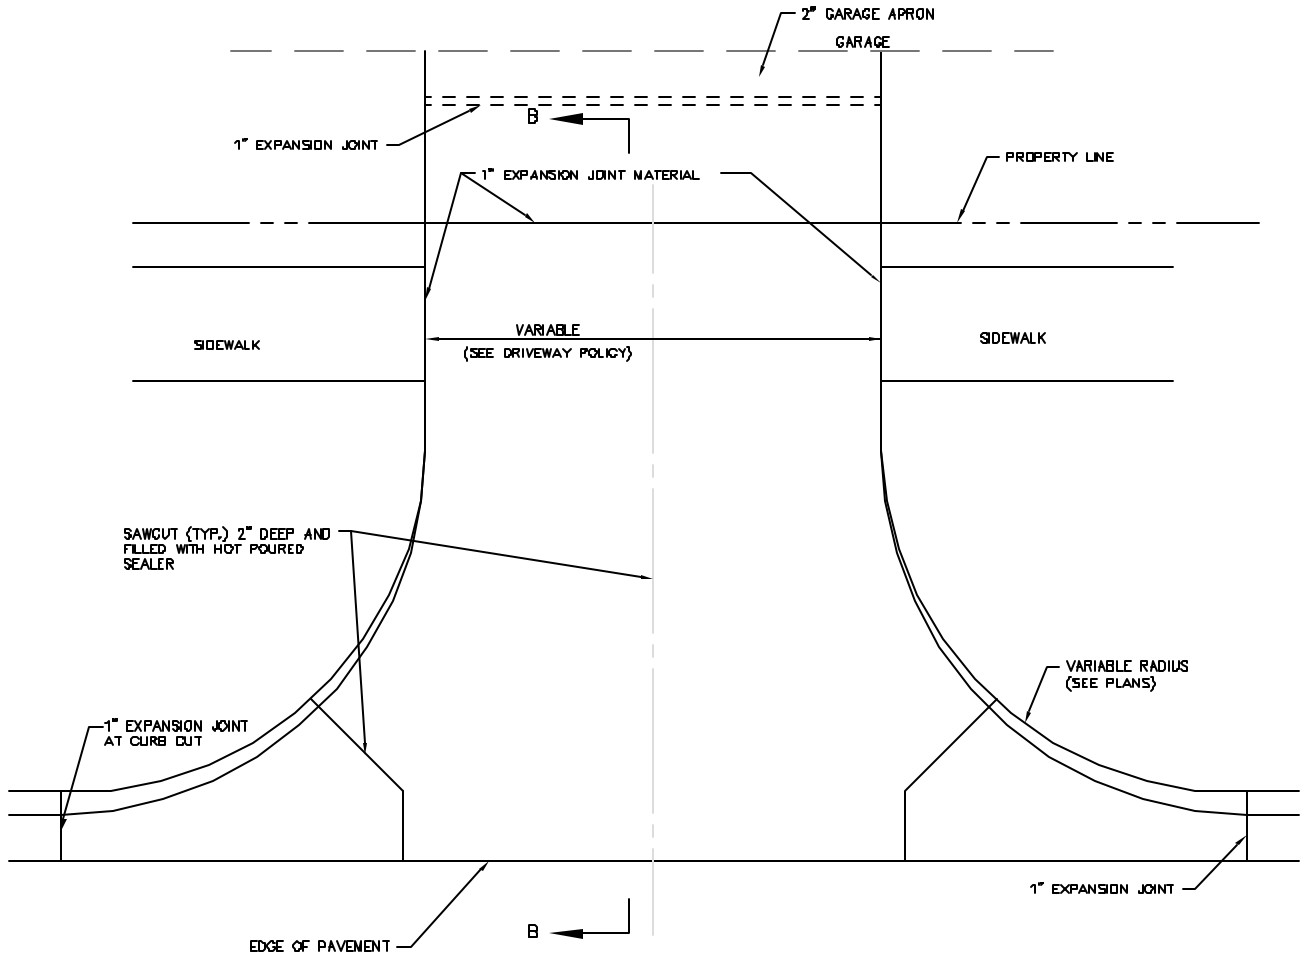 2" GARAGE APRON
GARAGE
B
1" EXPANSION JOINT
PROPERTY LINE
1" EXPANSION JOINT MATERIAL
VARIABLE
(SEE DRIVEWAY POLICY)
SIDEWALK
SIDEWALK
SAWCUT (TYP.) 2" DEEP AND
FILLED WITH HOT POURED
SEALER
VARIABLE RADIUS
(SEE PLANS)
1" EXPANSION JOINT
AT CURB CUT
1" EXPANSION JOINT
B
EDGE OF PAVEMENT